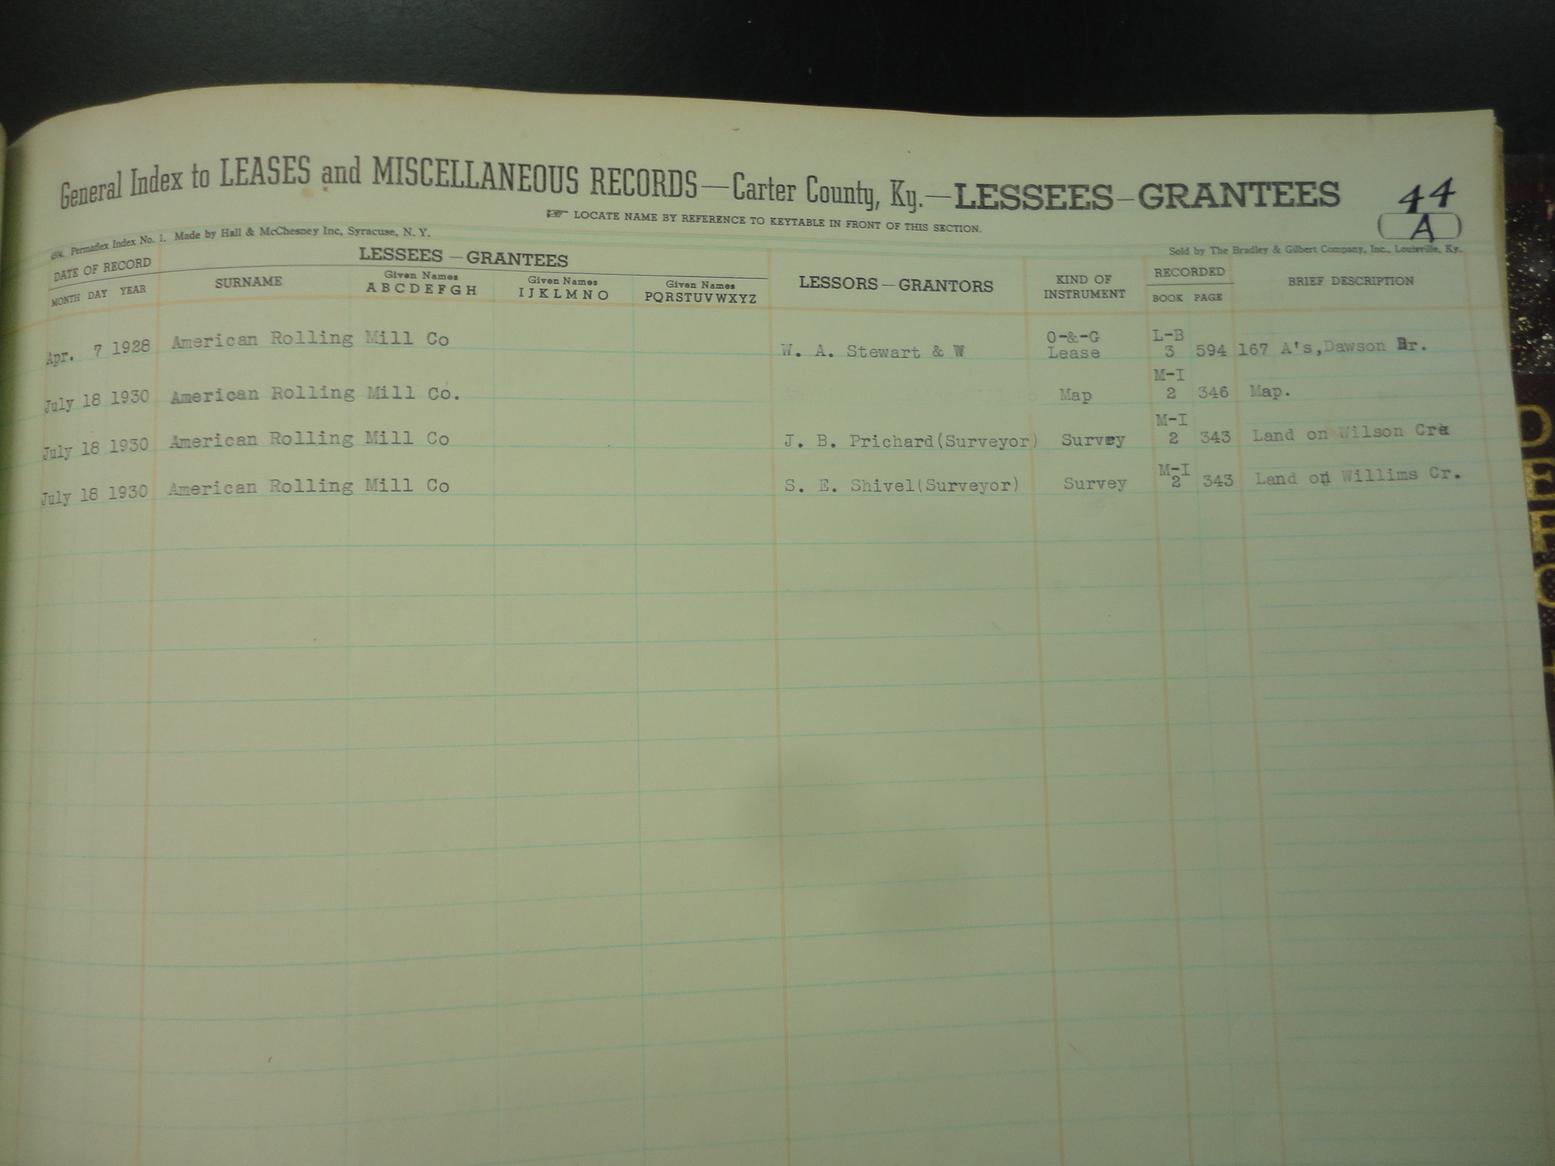 General Index to LEASES and MISCELLANEOUS RECORDS—Carter County, Ky.—LESSEES—GRANTEES 44
A
☞ LOCATE NAME BY REFERENCE TO KEYTABLE IN FRONT OF THIS SECTION.
Permaflex Index No. 1. Made by Hall & McChesney Inc, Syracuse, N. Y.
Sold by The Bradley & Gilbert Company, Inc., Louisville, Ky.
DATE OF RECORD LESSEES—GRANTEES LESSORS—GRANTORS KIND OF INSTRUMENT RECORDED BRIEF DESCRIPTION
MONTH DAY YEAR SURNAME Given Names ABCDEFGH Given Names IJKLMNO Given Names PQRSTUVWXYZ BOOK PAGE
Apr. 7 1928 American Rolling Mill Co W. A. Stewart & W O-&-G Lease L-B 3 594 167 A's,Dawson Br.
July 18 1930 American Rolling Mill Co. Map M-I 2 346 Map.
July 18 1930 American Rolling Mill Co J. B. Prichard(Surveyor) Survey M-I 2 343 Land on Wilson Cre
July 18 1930 American Rolling Mill Co S. E. Shivel(Surveyor) Survey M-I 2 343 Land on Willims Cr.